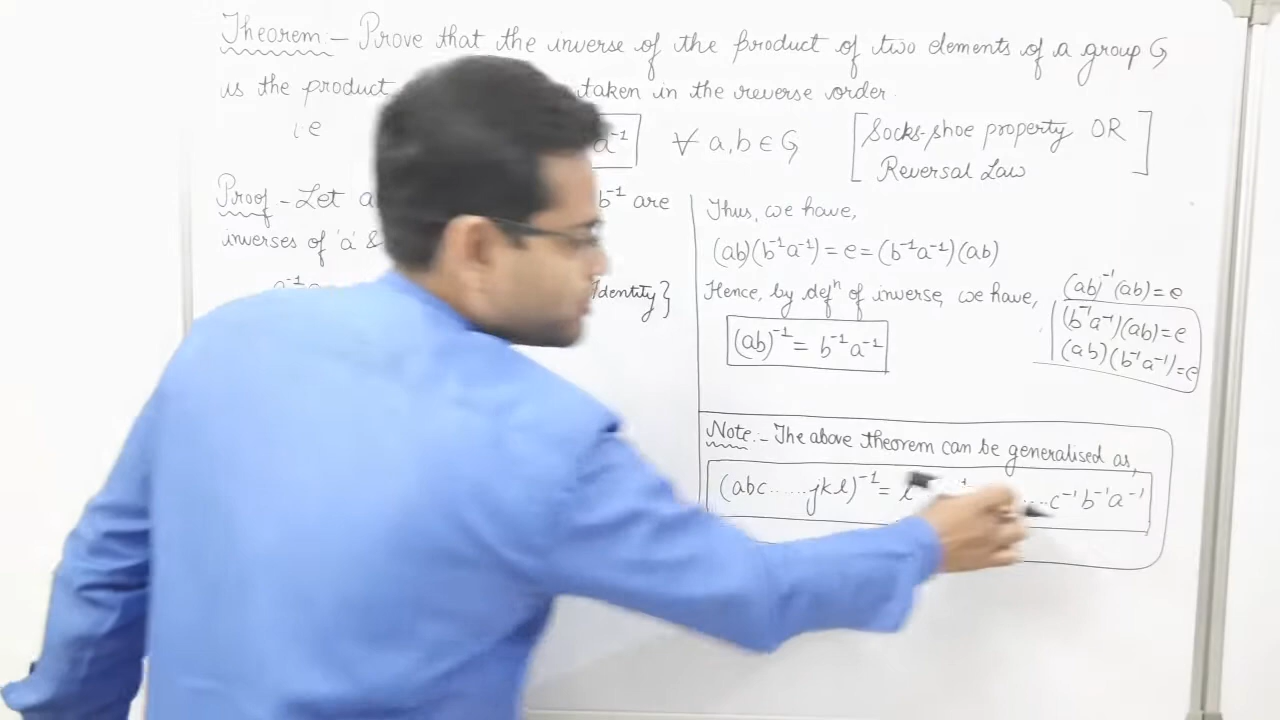 Theorem:- Prove that the inverse of the product of two elements of a group G
is the product taken in the reverse order.
i.e a⁻¹ ∀ a,b ∈ G [Socks-shoe property OR
Reversal Law]
Proof - Let a b⁻¹ are
inverses of 'a' &
a⁻¹ Identity}
Thus, we have,
(ab)(b⁻¹a⁻¹) = e = (b⁻¹a⁻¹)(ab)
Hence, by defⁿ of inverse, we have,
(ab)⁻¹ = b⁻¹a⁻¹
(ab)⁻¹(ab) = e
(b⁻¹a⁻¹)(ab) = e
(ab)(b⁻¹a⁻¹) = e
Note:- The above theorem can be generalised as,
(abc......jkl)⁻¹ = l ....c⁻¹b⁻¹a⁻¹